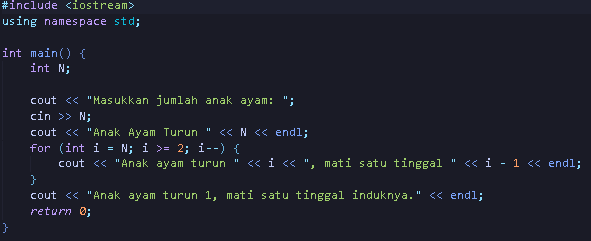 #include <iostream>
using namespace std;

int main() {
    int N;

    cout << "Masukkan jumlah anak ayam: ";
    cin >> N;
    cout << "Anak Ayam Turun " << N << endl;
    for (int i = N; i >= 2; i--) {
        cout << "Anak ayam turun " << i << ", mati satu tinggal " << i - 1 << endl;
    }
    cout << "Anak ayam turun 1, mati satu tinggal induknya." << endl;
    return 0;
}